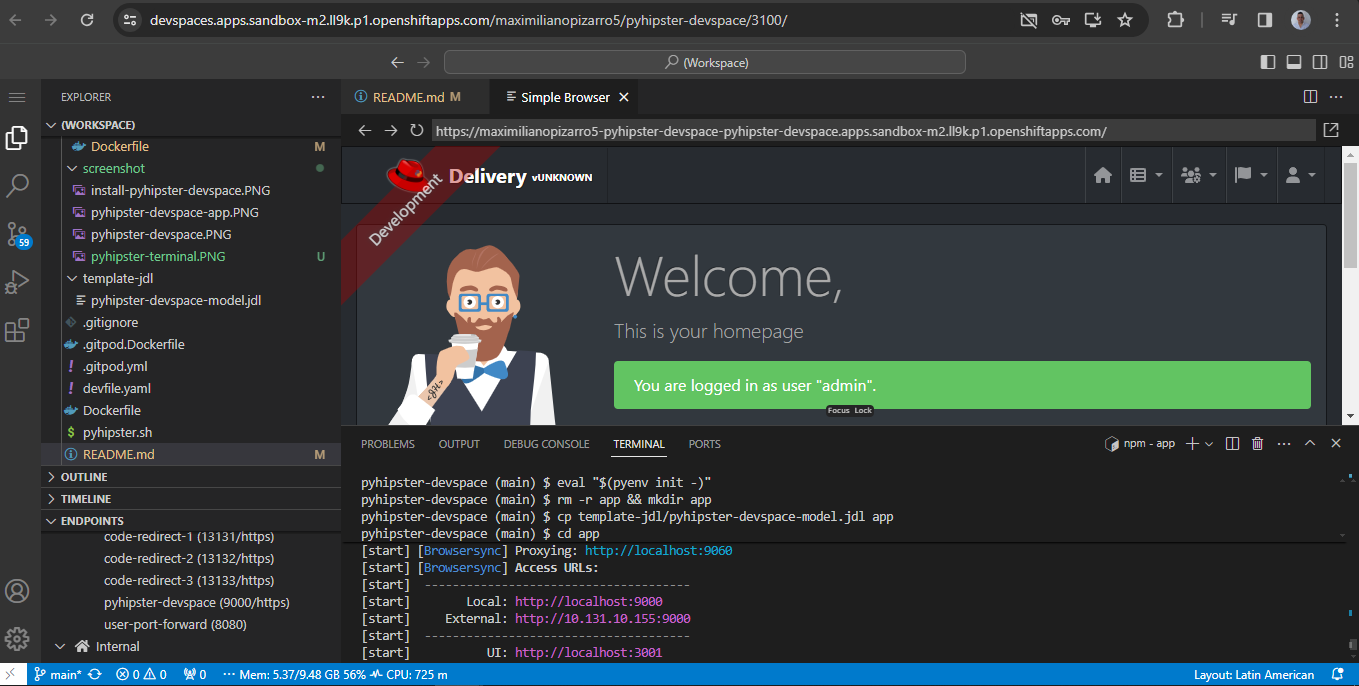 devspaces.apps.sandbox-m2.ll9k.p1.openshiftapps.com/maximilianopizarro5/pyhipster-devspace/3100/
(Workspace)
EXPLORER
(WORKSPACE)
Dockerfile M
screenshot
install-pyhipster-devspace.PNG
pyhipster-devspace-app.PNG
pyhipster-devspace.PNG
pyhipster-terminal.PNG U
template-jdl
pyhipster-devspace-model.jdl
.gitignore
.gitpod.Dockerfile
.gitpod.yml
devfile.yaml
Dockerfile
pyhipster.sh
README.md M
OUTLINE
TIMELINE
ENDPOINTS
code-redirect-1 (13131/https)
code-redirect-2 (13132/https)
code-redirect-3 (13133/https)
pyhipster-devspace (9000/https)
user-port-forward (8080)
Internal
59
README.md M
Simple Browser
https://maximilianopizarro5-pyhipster-devspace-pyhipster-devspace.apps.sandbox-m2.ll9k.p1.openshiftapps.com/
Development
Delivery vUNKNOWN
Welcome,
This is your homepage
You are logged in as user "admin".
Focus Lock
<JH>
PROBLEMS OUTPUT DEBUG CONSOLE TERMINAL PORTS
npm - app
pyhipster-devspace (main) $ eval "$(pyenv init -)"
pyhipster-devspace (main) $ rm -r app && mkdir app
pyhipster-devspace (main) $ cp template-jdl/pyhipster-devspace-model.jdl app
pyhipster-devspace (main) $ cd app
[start] [Browsersync] Proxying: http://localhost:9060
[start] [Browsersync] Access URLs:
[start] --------------------------------------
[start] Local: http://localhost:9000
[start] External: http://10.131.10.155:9000
[start] --------------------------------------
[start] UI: http://localhost:3001
main* 0 0 0 Mem: 5.37/9.48 GB 56% CPU: 725 m
Layout: Latin American